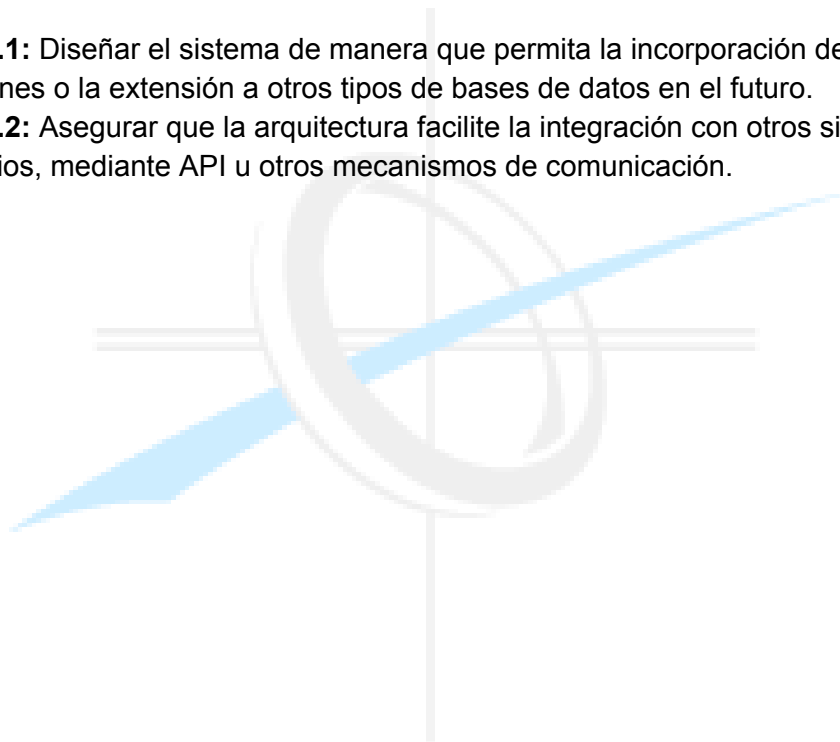 .1: Diseñar el sistema de manera que permita la incorporación de
nes o la extensión a otros tipos de bases de datos en el futuro.
.2: Asegurar que la arquitectura facilite la integración con otros si
ios, mediante API u otros mecanismos de comunicación.